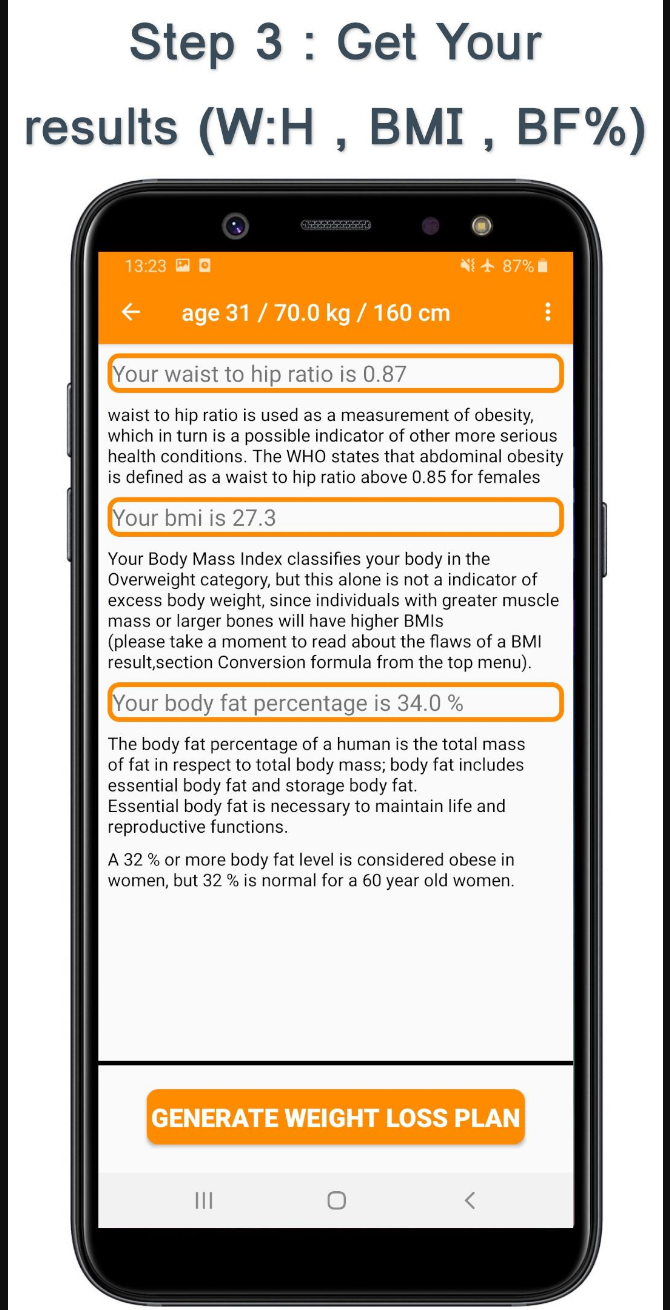 Step 3 : Get Your
results (W:H , BMI , BF%)
13:23
87%
age 31 / 70.0 kg / 160 cm
Your waist to hip ratio is 0.87
waist to hip ratio is used as a measurement of obesity,
which in turn is a possible indicator of other more serious
health conditions. The WHO states that abdominal obesity
is defined as a waist to hip ratio above 0.85 for females
Your bmi is 27.3
Your Body Mass Index classifies your body in the
Overweight category, but this alone is not a indicator of
excess body weight, since individuals with greater muscle
mass or larger bones will have higher BMIs
(please take a moment to read about the flaws of a BMI
result,section Conversion formula from the top menu).
Your body fat percentage is 34.0 %
The body fat percentage of a human is the total mass
of fat in respect to total body mass; body fat includes
essential body fat and storage body fat.
Essential body fat is necessary to maintain life and
reproductive functions.
A 32 % or more body fat level is considered obese in
women, but 32 % is normal for a 60 year old women.
GENERATE WEIGHT LOSS PLAN